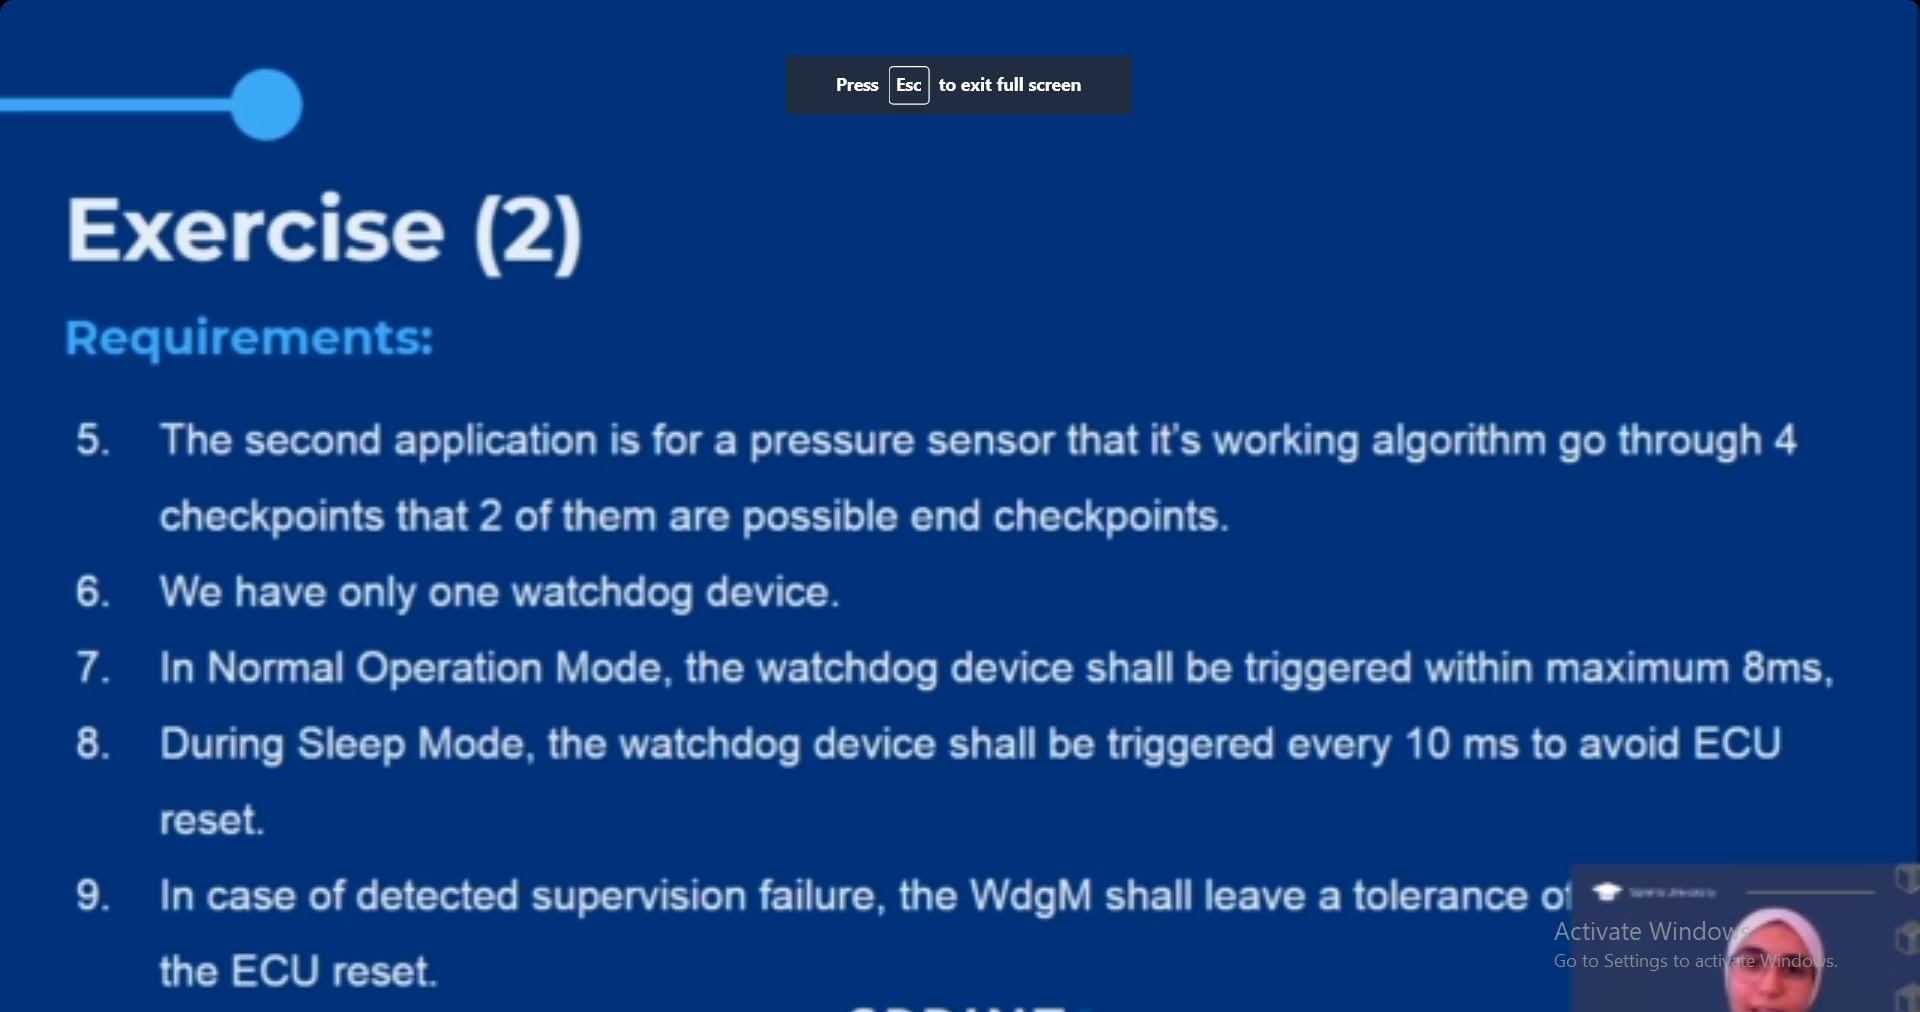 Press Esc to exit full screen
Exercise (2)
Requirements:
5. The second application is for a pressure sensor that it's working algorithm go through 4
checkpoints that 2 of them are possible end checkpoints.
6. We have only one watchdog device.
7. In Normal Operation Mode, the watchdog device shall be triggered within maximum 8ms,
8. During Sleep Mode, the watchdog device shall be triggered every 10 ms to avoid ECU
reset.
9. In case of detected supervision failure, the WdgM shall leave a tolerance of
the ECU reset.
Activate Windows
Go to Settings to activate Windows.